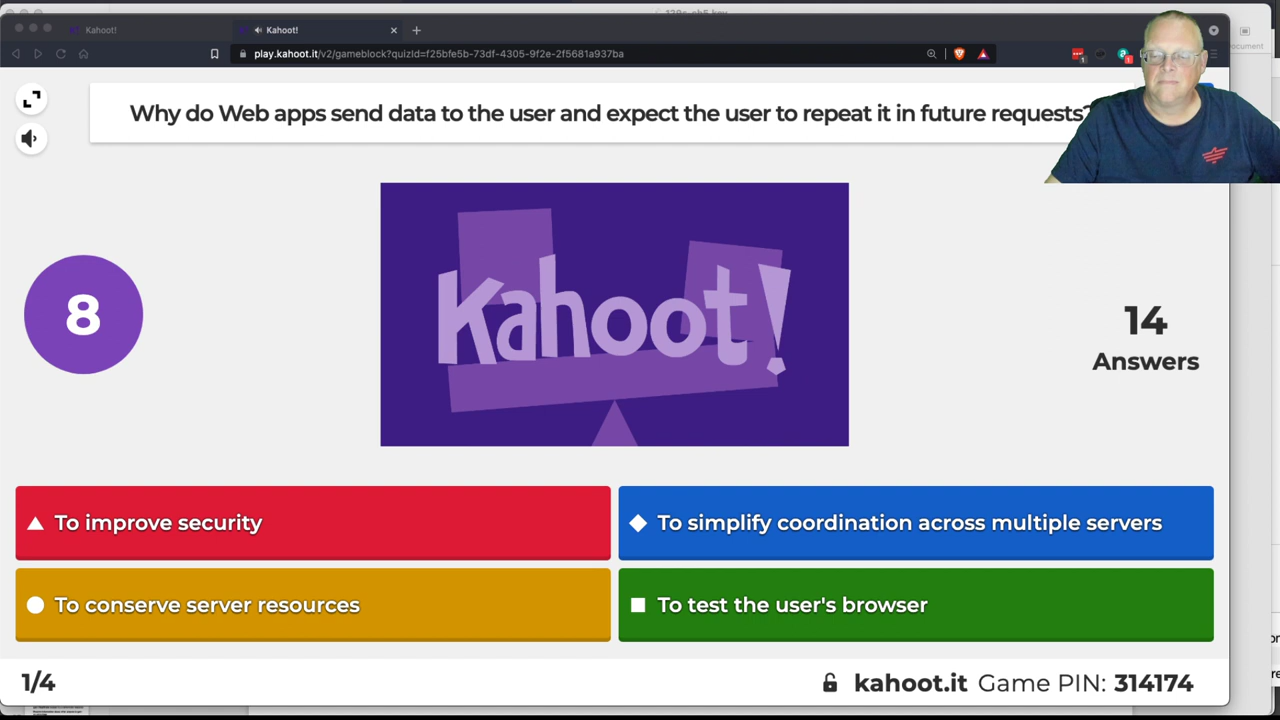 Kahoot!
Kahoot!
play.kahoot.it/v2/gameblock?quizId=f25bfe5b-73df-4305-9f2e-2f5681a937ba
Why do Web apps send data to the user and expect the user to repeat it in future requests?
8
Kahoot!
14
Answers
To improve security
To simplify coordination across multiple servers
To conserve server resources
To test the user's browser
1/4
kahoot.it Game PIN: 314174